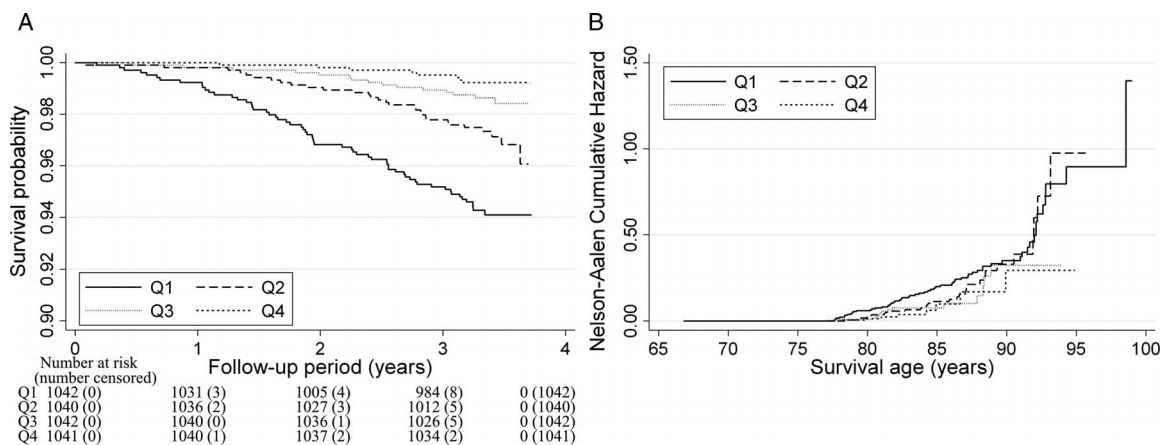 A
Survival probability
1.00
0.98
0.96
0.94
0.92
0.90
Q1 Q2
Q3 Q4
0 1 2 3 4
Follow-up period (years)
Number at risk
(number censored)
Q1 1042 (0) 1031 (3) 1005 (4) 984 (8) 0 (1042)
Q2 1040 (0) 1036 (2) 1027 (3) 1012 (5) 0 (1040)
Q3 1042 (0) 1040 (0) 1036 (1) 1026 (5) 0 (1042)
Q4 1041 (0) 1040 (1) 1037 (2) 1034 (2) 0 (1041)
B
Nelson-Aalen Cumulative Hazard
1.50
1.00
0.50
0.00
Q1 Q2
Q3 Q4
65 70 75 80 85 90 95 100
Survival age (years)